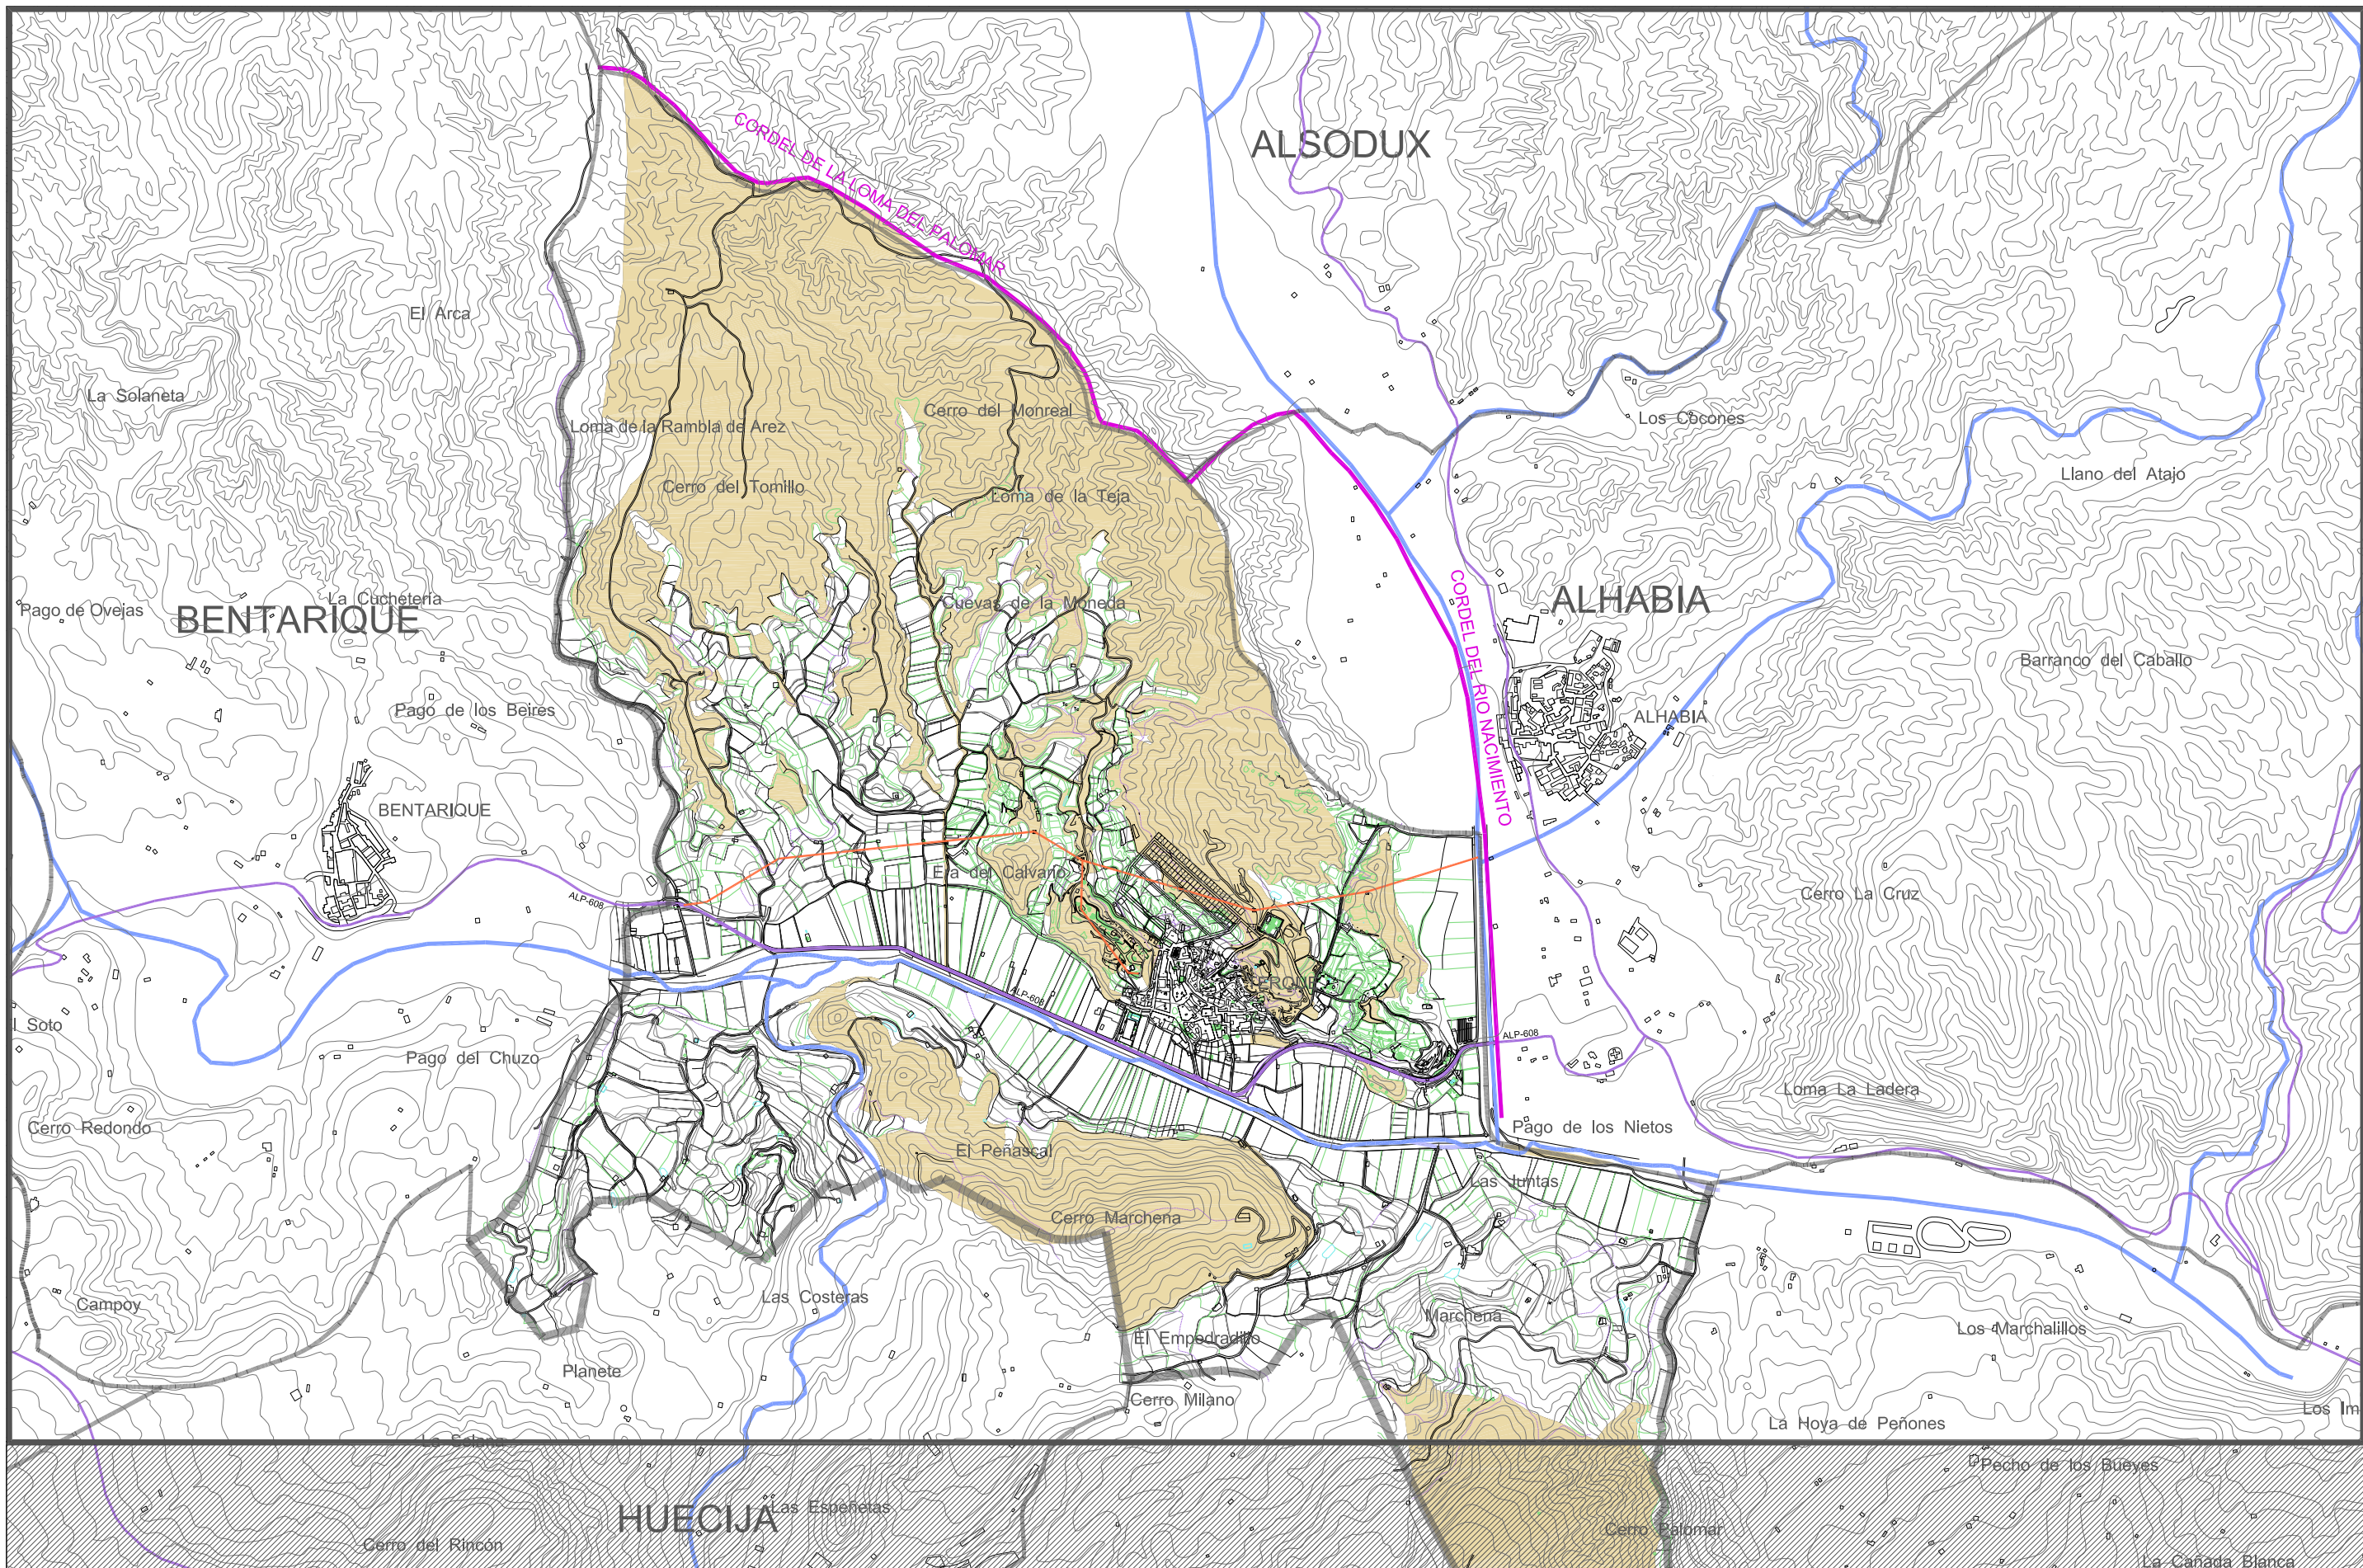 ALSODUX
CORDEL DE LA LOMA DEL PALOMAR
El Arca
La Solaneta
Cerro del Monreal
Los Cocones
Loma de la Rambla de Arez
Llano del Atajo
Cerro del Tomillo
Loma de la Teja
La Cuchetería
ALHABIA
Pago de Ovejas
BENTARIQUE
Cuevas de la Moneda
CORDEL DEL RIO NACIMIENTO
Barranco del Caballo
Pago de los Beires
ALHABIA
BENTARIQUE
Era del Calvario
Cerro La Cruz
ALP-608
ALP-608
El Soto
ALP-608
Pago del Chuzo
Loma La Ladera
Cerro Redondo
Pago de los Nietos
El Peñascal
Las Juntas
Cerro Marchena
Las Costeras
Campoy
Marchena
El Empedradillo
Los Marchalillos
Planete
Cerro Milano
Los Im
La Hoya de Peñones
La Solana
Pecho de los Bueyes
Las Espeñetas
HUECIJA
Cerro Palomar
Cerro del Rincón
La Cañada Blanca